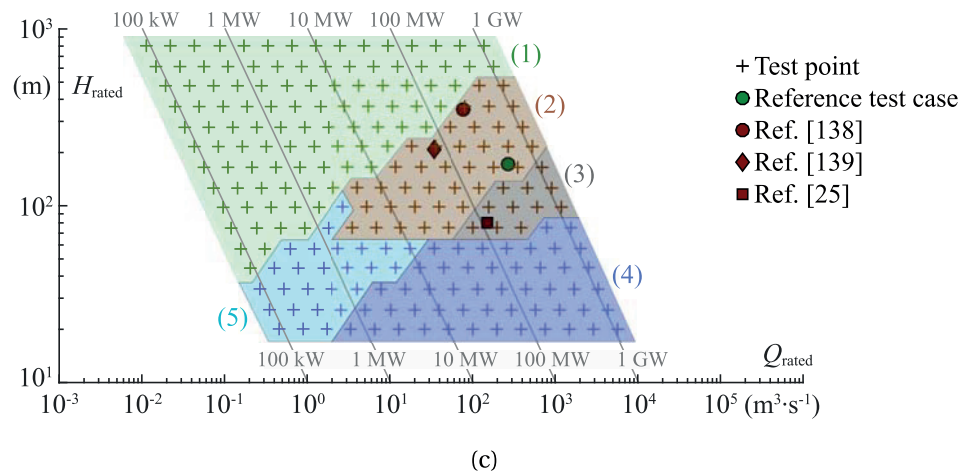 100 kW 1 MW 10 MW 100 MW 1 GW
10³
(m) H_rated
(1)
(2)
(3)
10²
(4)
(5)
100 kW 1 MW 10 MW 100 MW 1 GW
Q_rated
10¹
10⁻³ 10⁻² 10⁻¹ 10⁰ 10¹ 10² 10³ 10⁴ 10⁵ (m³·s⁻¹)
Test point
Reference test case
Ref. [138]
Ref. [139]
Ref. [25]
(c)